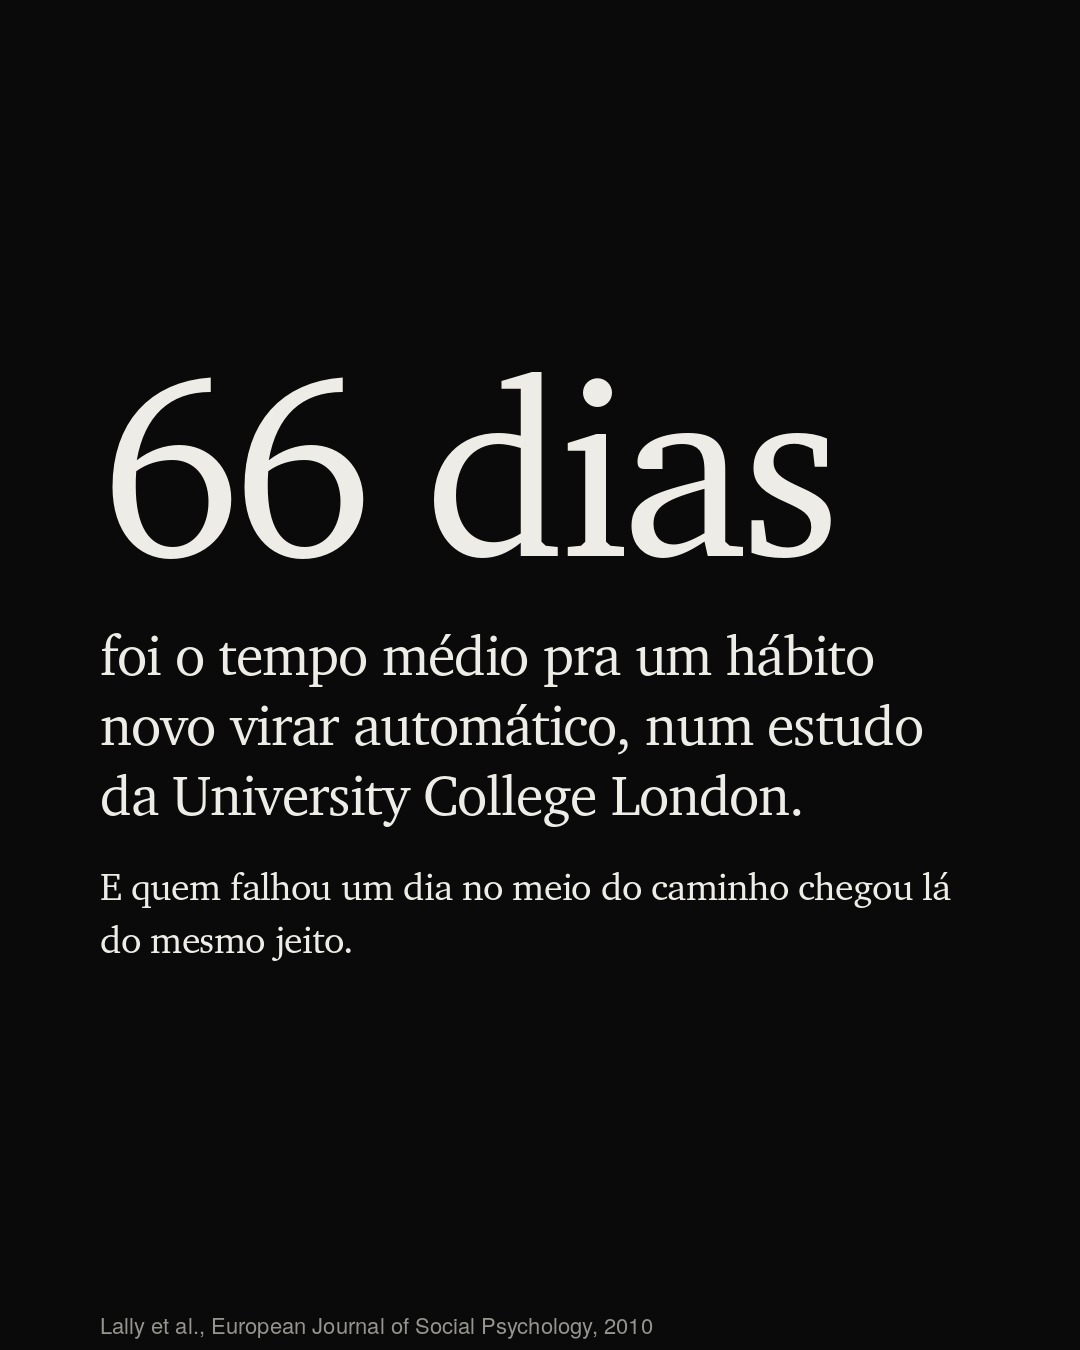 66 dias
foi o tempo médio pra um hábito
novo virar automático, num estudo
da University College London.
E quem falhou um dia no meio do caminho chegou lá
do mesmo jeito.
Lally et al., European Journal of Social Psychology, 2010